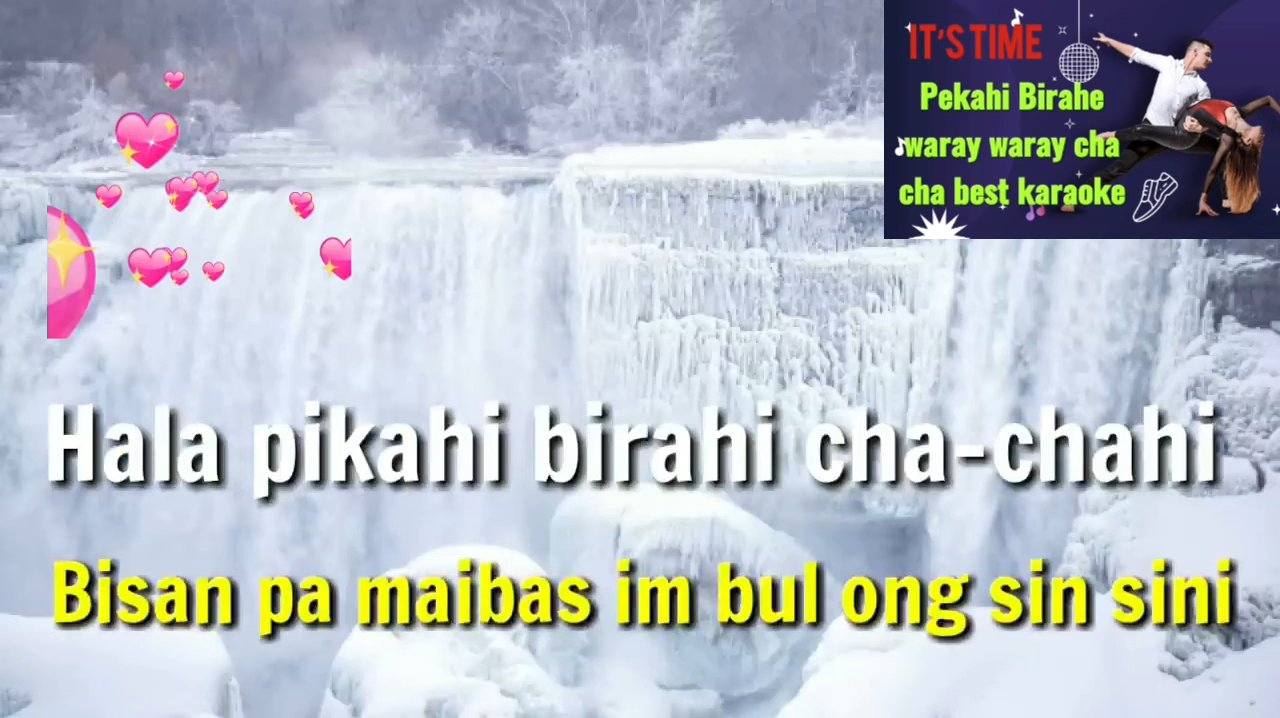 IT'S TIME
Pekahi Birahe
waray waray cha
cha best karaoke
Hala pikahi birahi cha-chahi
Bisan pa maibas im bul ong sin sini